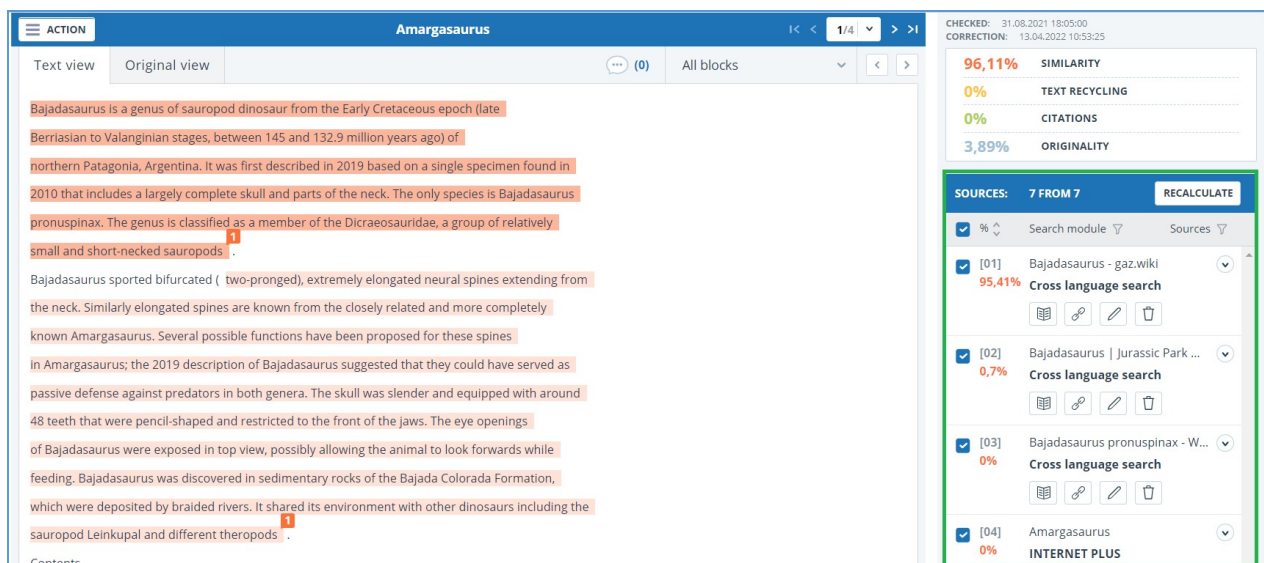 ACTION
Amargasaurus
1/4
Text view
Original view
(0)
All blocks
Bajadasaurus is a genus of sauropod dinosaur from the Early Cretaceous epoch (late
Berriasian to Valanginian stages, between 145 and 132.9 million years ago) of
northern Patagonia, Argentina. It was first described in 2019 based on a single specimen found in
2010 that includes a largely complete skull and parts of the neck. The only species is Bajadasaurus
pronuspinax. The genus is classified as a member of the Dicraeosauridae, a group of relatively
1
small and short-necked sauropods .
Bajadasaurus sported bifurcated ( two-pronged), extremely elongated neural spines extending from
the neck. Similarly elongated spines are known from the closely related and more completely
known Amargasaurus. Several possible functions have been proposed for these spines
in Amargasaurus; the 2019 description of Bajadasaurus suggested that they could have served as
passive defense against predators in both genera. The skull was slender and equipped with around
48 teeth that were pencil-shaped and restricted to the front of the jaws. The eye openings
of Bajadasaurus were exposed in top view, possibly allowing the animal to look forwards while
feeding. Bajadasaurus was discovered in sedimentary rocks of the Bajada Colorada Formation,
which were deposited by braided rivers. It shared its environment with other dinosaurs including the
1
sauropod Leinkupal and different theropods .
Contents
CHECKED: 31.08.2021 18:05:00
CORRECTION: 13.04.2022 10:53:25
96,11% SIMILARITY
0% TEXT RECYCLING
0% CITATIONS
3,89% ORIGINALITY
SOURCES: 7 FROM 7 RECALCULATE
% Search module Sources
[01] Bajadasaurus - gaz.wiki
95,41% Cross language search
[02] Bajadasaurus | Jurassic Park ...
0,7% Cross language search
[03] Bajadasaurus pronuspinax - W...
0% Cross language search
[04] Amargasaurus
0% INTERNET PLUS